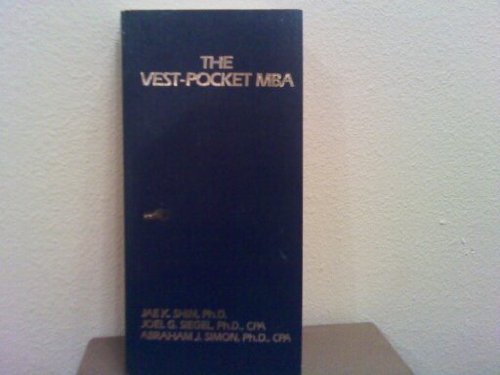 THE
VEST-POCKET MBA
JAE K. SHIM, Ph.D.
JOEL G. SIEGEL, Ph.D., CPA
ABRAHAM J. SIMON, Ph.D., CPA